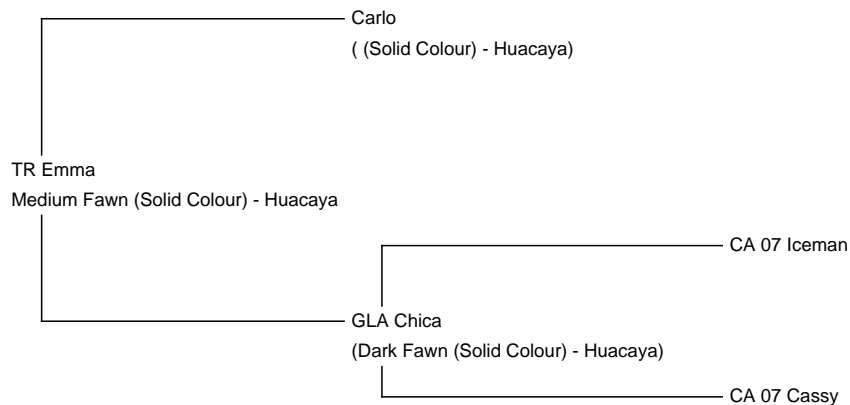 Carlo
( (Solid Colour) - Huacaya)
TR Emma
Medium Fawn (Solid Colour) - Huacaya
CA 07 Iceman
GLA Chica
(Dark Fawn (Solid Colour) - Huacaya)
CA 07 Cassy